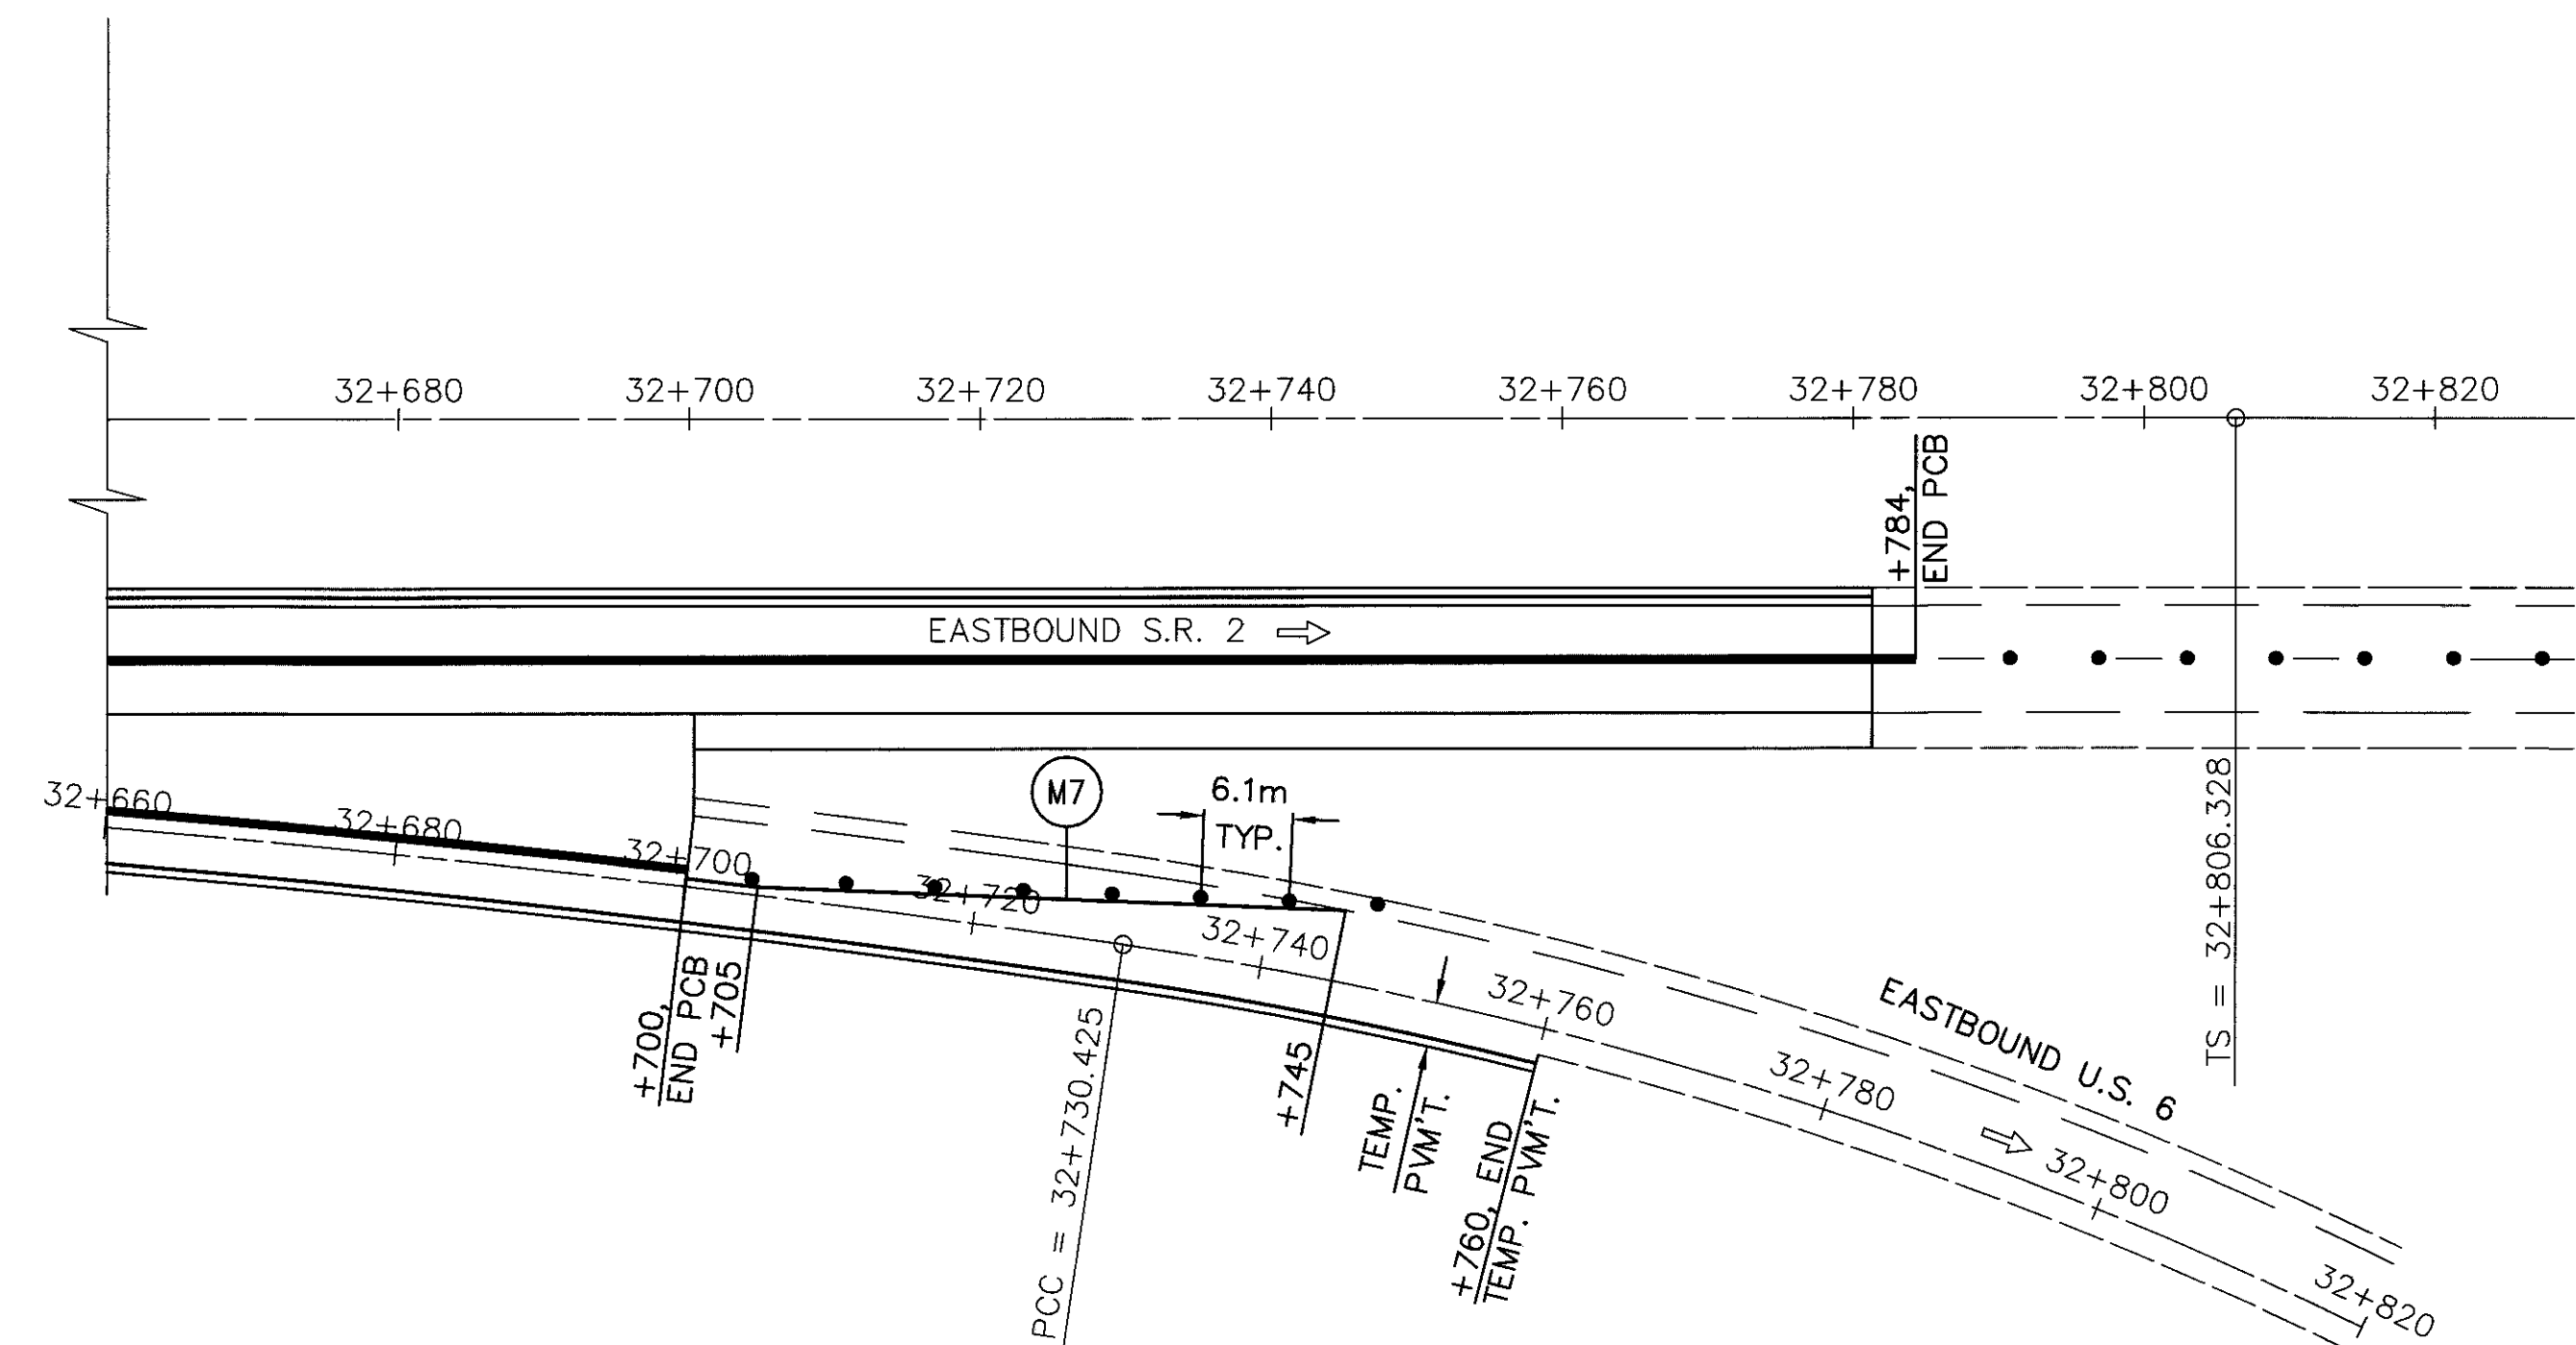 32+680
32+700
32+720
32+740
32+760
32+780
32+800
32+820
+784,
END PCB
EASTBOUND S.R. 2
TS = 32+806.328
32+660
32+680
32+700
32+720
32+740
32+760
32+780
32+800
32+820
M7
6.1m
TYP.
EASTBOUND U.S. 6
+700,
END PCB
+705
PCC = 32+730.425
+745
TEMP.
PVM'T.
+760, END
TEMP. PVM'T.